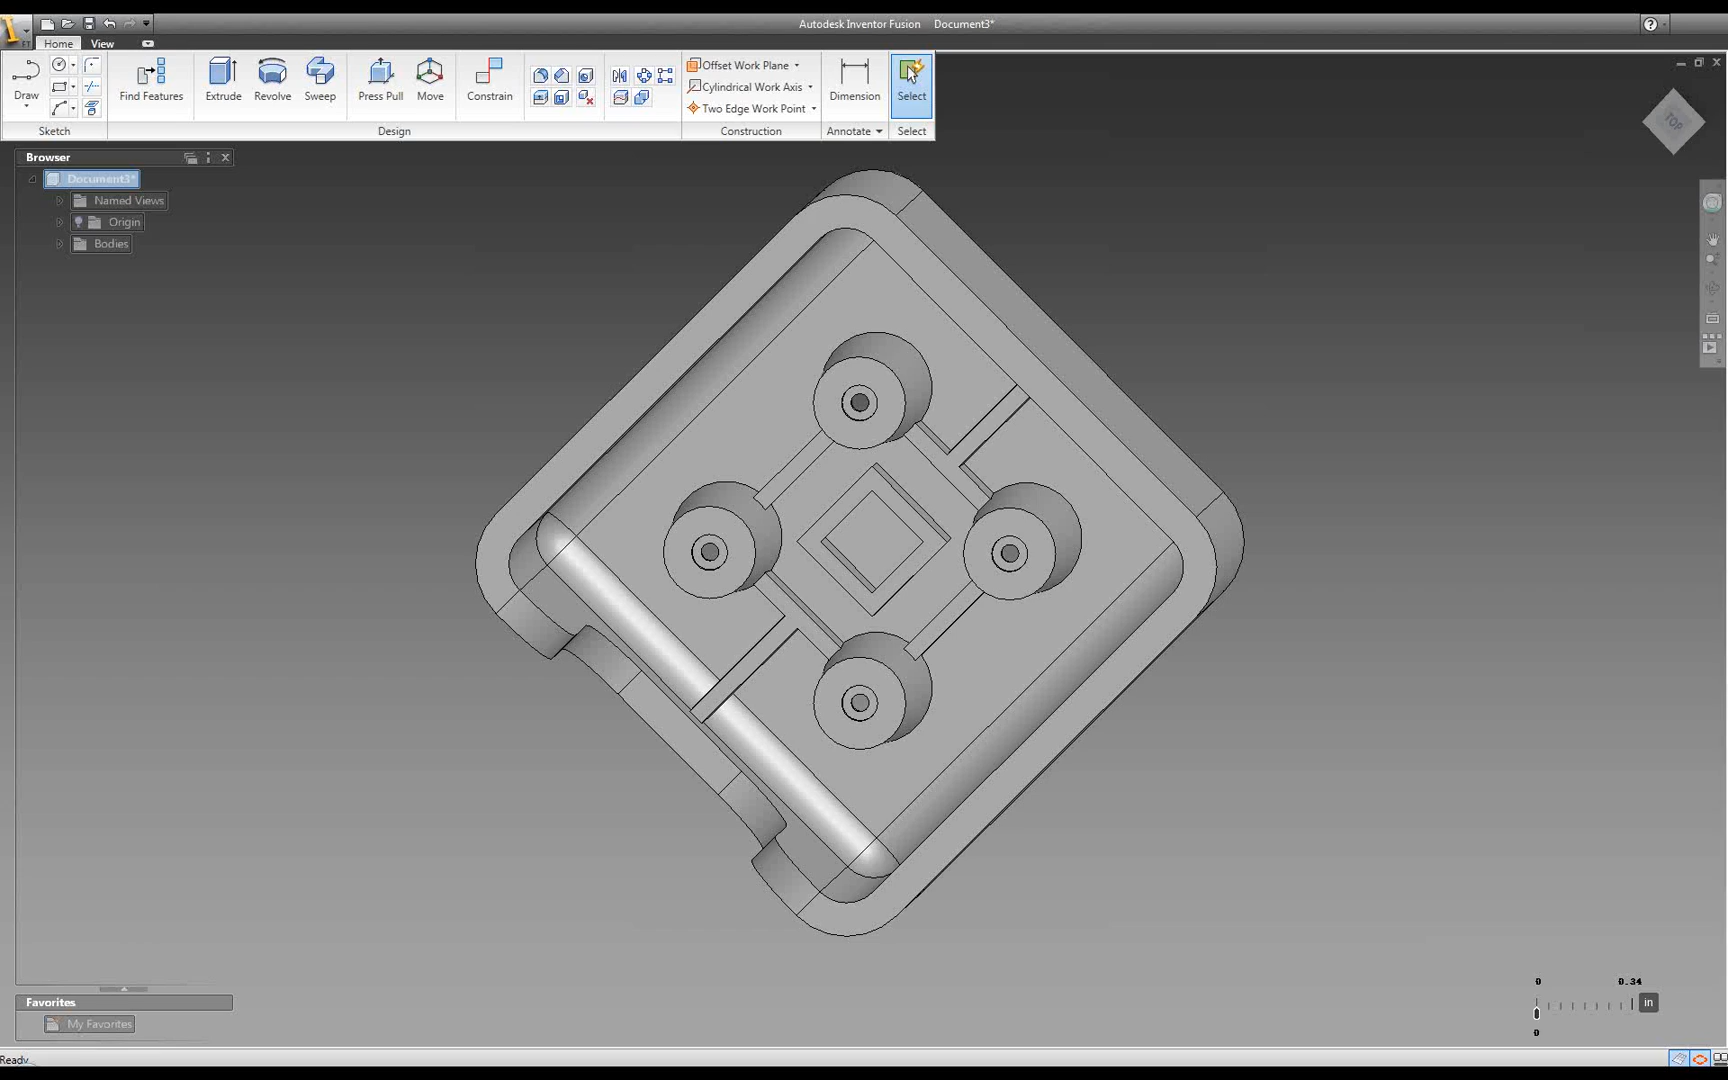 Autodesk Inventor Fusion Document3*
Home View
Draw
Find Features
Extrude
Revolve
Sweep
Press Pull
Move
Constrain
Offset Work Plane
Cylindrical Work Axis
Two Edge Work Point
Dimension
Select
Sketch
Design
Construction
Annotate
Select
TOP
Browser
Document3*
Named Views
Origin
Bodies
0 0.34
in
0
Favorites
My Favorites
Ready